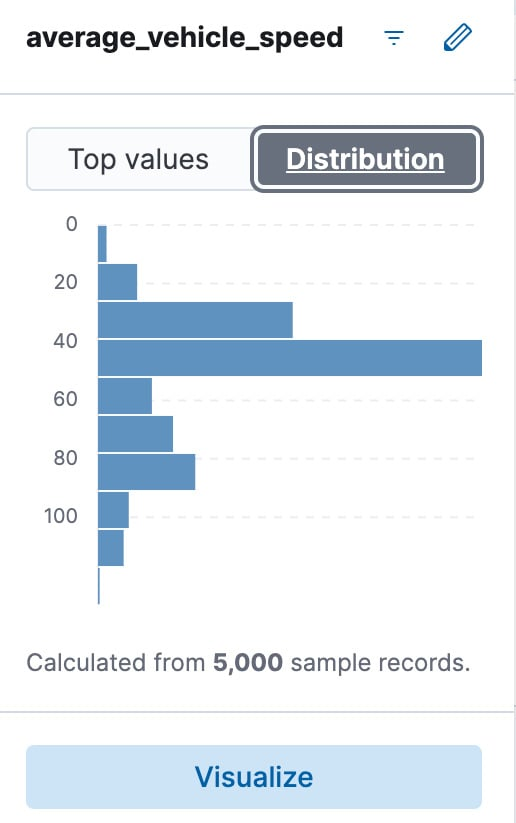 average_vehicle_speed
Top values Distribution
0
20
40
60
80
100
Calculated from 5,000 sample records.
Visualize